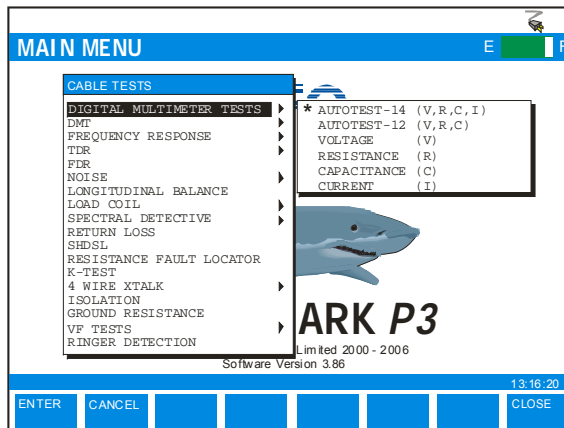 MAIN MENU
E F
CABLE TESTS
DIGITAL MULTIMETER TESTS
DMT
FREQUENCY RESPONSE
TDR
FDR
NOISE
LONGITUDINAL BALANCE
LOAD COIL
SPECTRAL DETECTIVE
RETURN LOSS
SHDSL
RESISTANCE FAULT LOCATOR
K-TEST
4 WIRE XTALK
ISOLATION
GROUND RESISTANCE
VF TESTS
RINGER DETECTION
* AUTOTEST-14 (V,R,C,I)
AUTOTEST-12 (V,R,C)
VOLTAGE (V)
RESISTANCE (R)
CAPACITANCE (C)
CURRENT (I)
ARK P3
Limited 2000 - 2006
Software Version 3.86
13:16:20
ENTER CANCEL CLOSE